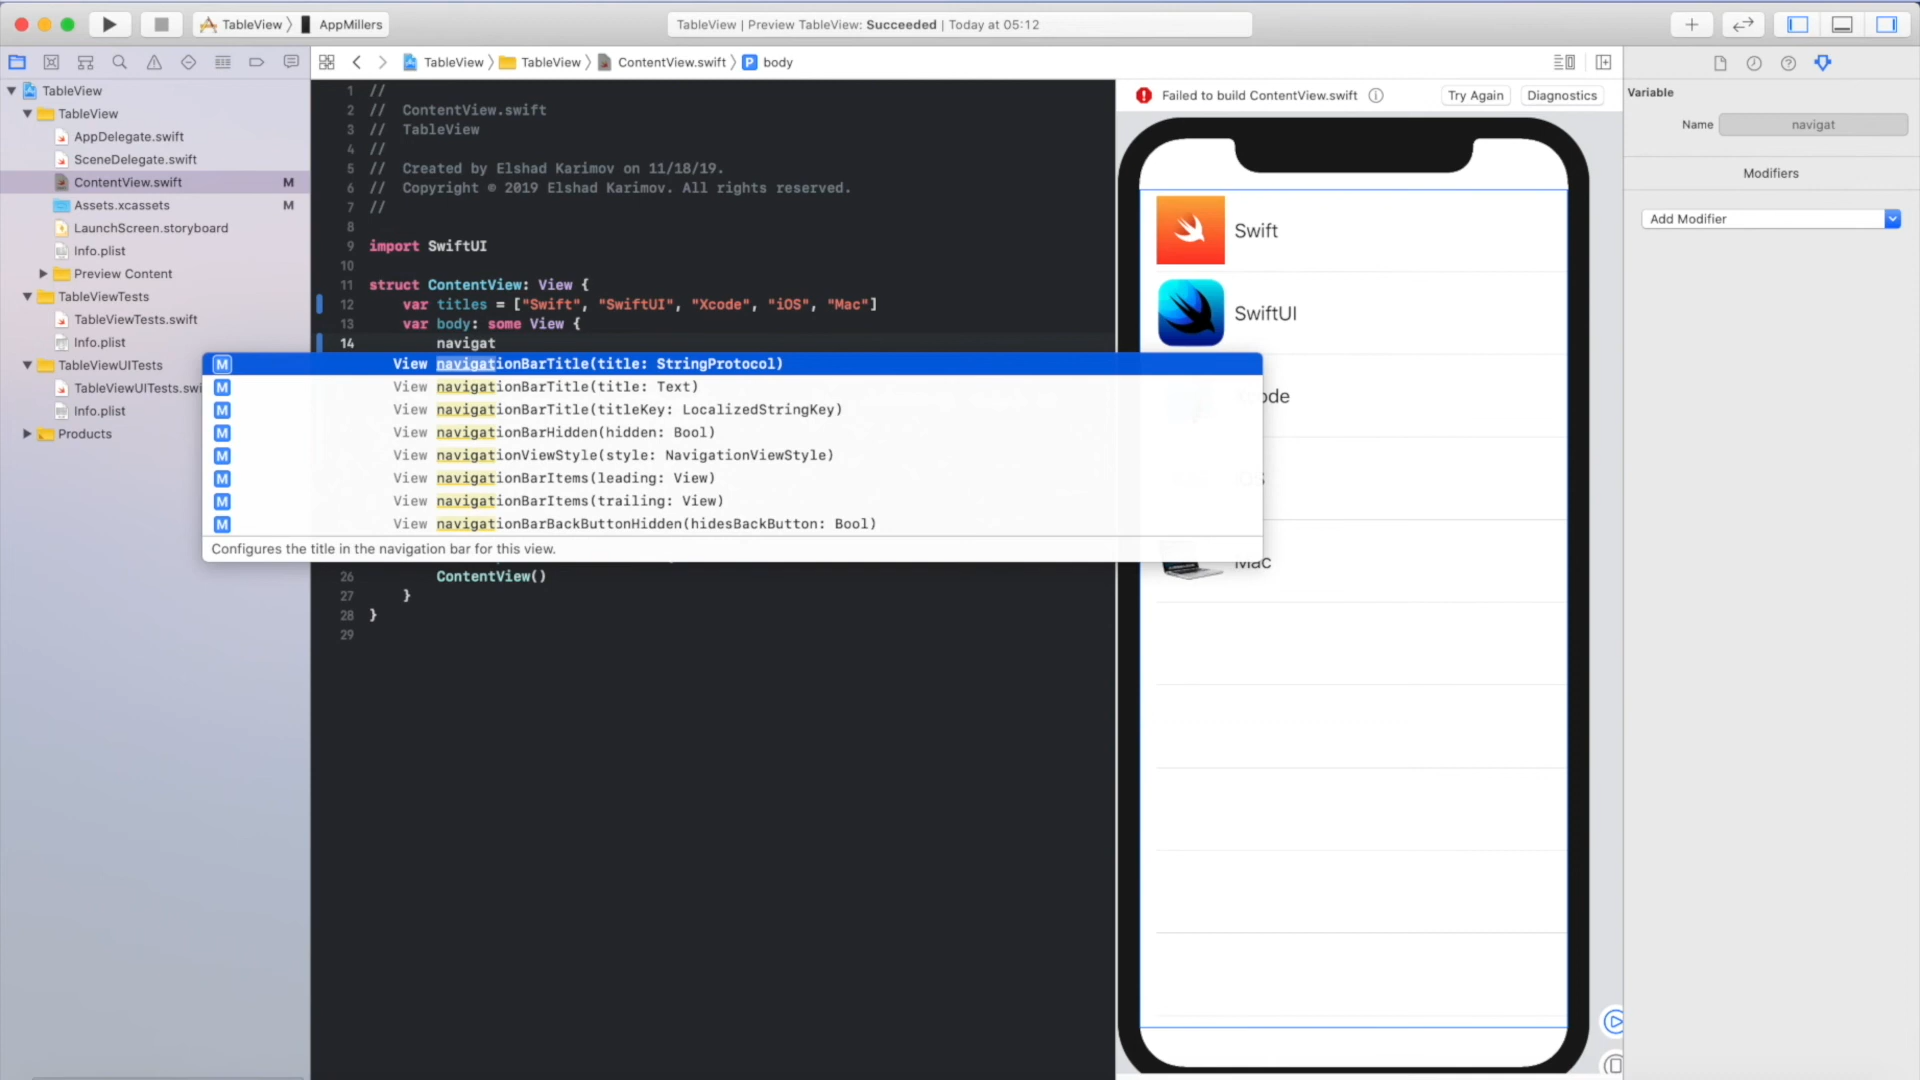 TableView 〉 AppMillers
TableView | Preview TableView: Succeeded | Today at 05:12
TableView 〉 TableView 〉 ContentView.swift 〉 P body
TableView
TableView
AppDelegate.swift
SceneDelegate.swift
ContentView.swift M
Assets.xcassets M
LaunchScreen.storyboard
Info.plist
Preview Content
TableViewTests
TableViewTests.swift
Info.plist
TableViewUITests
TableViewUITests.swi
Info.plist
Products
1 //
2 //  ContentView.swift
3 //  TableView
4 //
5 //  Created by Elshad Karimov on 11/18/19.
6 //  Copyright © 2019 Elshad Karimov. All rights reserved.
7 //
8
9 import SwiftUI
10
11 struct ContentView: View {
12 var titles = ["Swift", "SwiftUI", "Xcode", "iOS", "Mac"]
13 var body: some View {
14 navigat
M View navigationBarTitle(title: StringProtocol)
M View navigationBarTitle(title: Text)
M View navigationBarTitle(titleKey: LocalizedStringKey)
M View navigationBarHidden(hidden: Bool)
M View navigationViewStyle(style: NavigationViewStyle)
M View navigationBarItems(leading: View)
M View navigationBarItems(trailing: View)
M View navigationBarBackButtonHidden(hidesBackButton: Bool)
Configures the title in the navigation bar for this view.
26 ContentView()
27 }
28 }
29
Failed to build ContentView.swift
Try Again
Diagnostics
Swift
SwiftUI
ode
Mac
Variable
Name navigat
Modifiers
Add Modifier